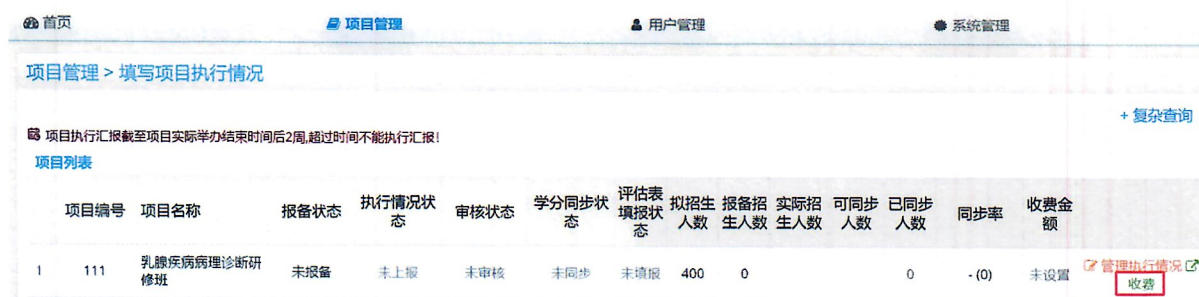 首页 项目管理 用户管理 系统管理
项目管理 > 填写项目执行情况
+ 复杂查询
项目执行汇报截至项目实际举办结束时间后2周,超过时间不能执行汇报!
项目列表
项目编号 项目名称 报备状态 执行情况状态 审核状态 学分同步状态 评估表填报状态 拟招生人数 报备招生人数 实际招生人数 可同步人数 已同步人数 同步率 收费金额
1 111 乳腺疾病病理诊断研修班 未报备 未上报 未审核 未同步 未填报 400 0 0 - (0) 未设置 管理执行情况
收费